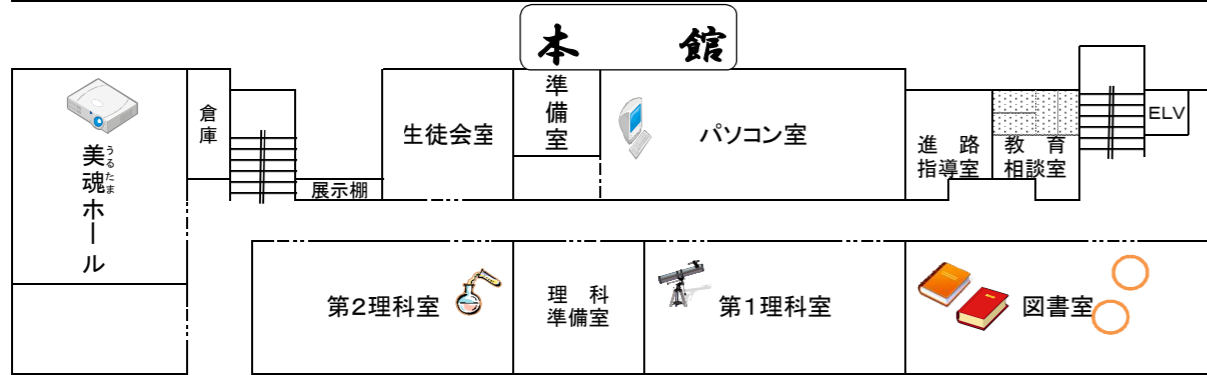 本 館
倉庫
美魂ホール
うるたま
展示棚
生徒会室
準備室
パソコン室
進 路
指導室
教 育
相談室
ELV
第2理科室
理 科
準備室
第1理科室
図書室